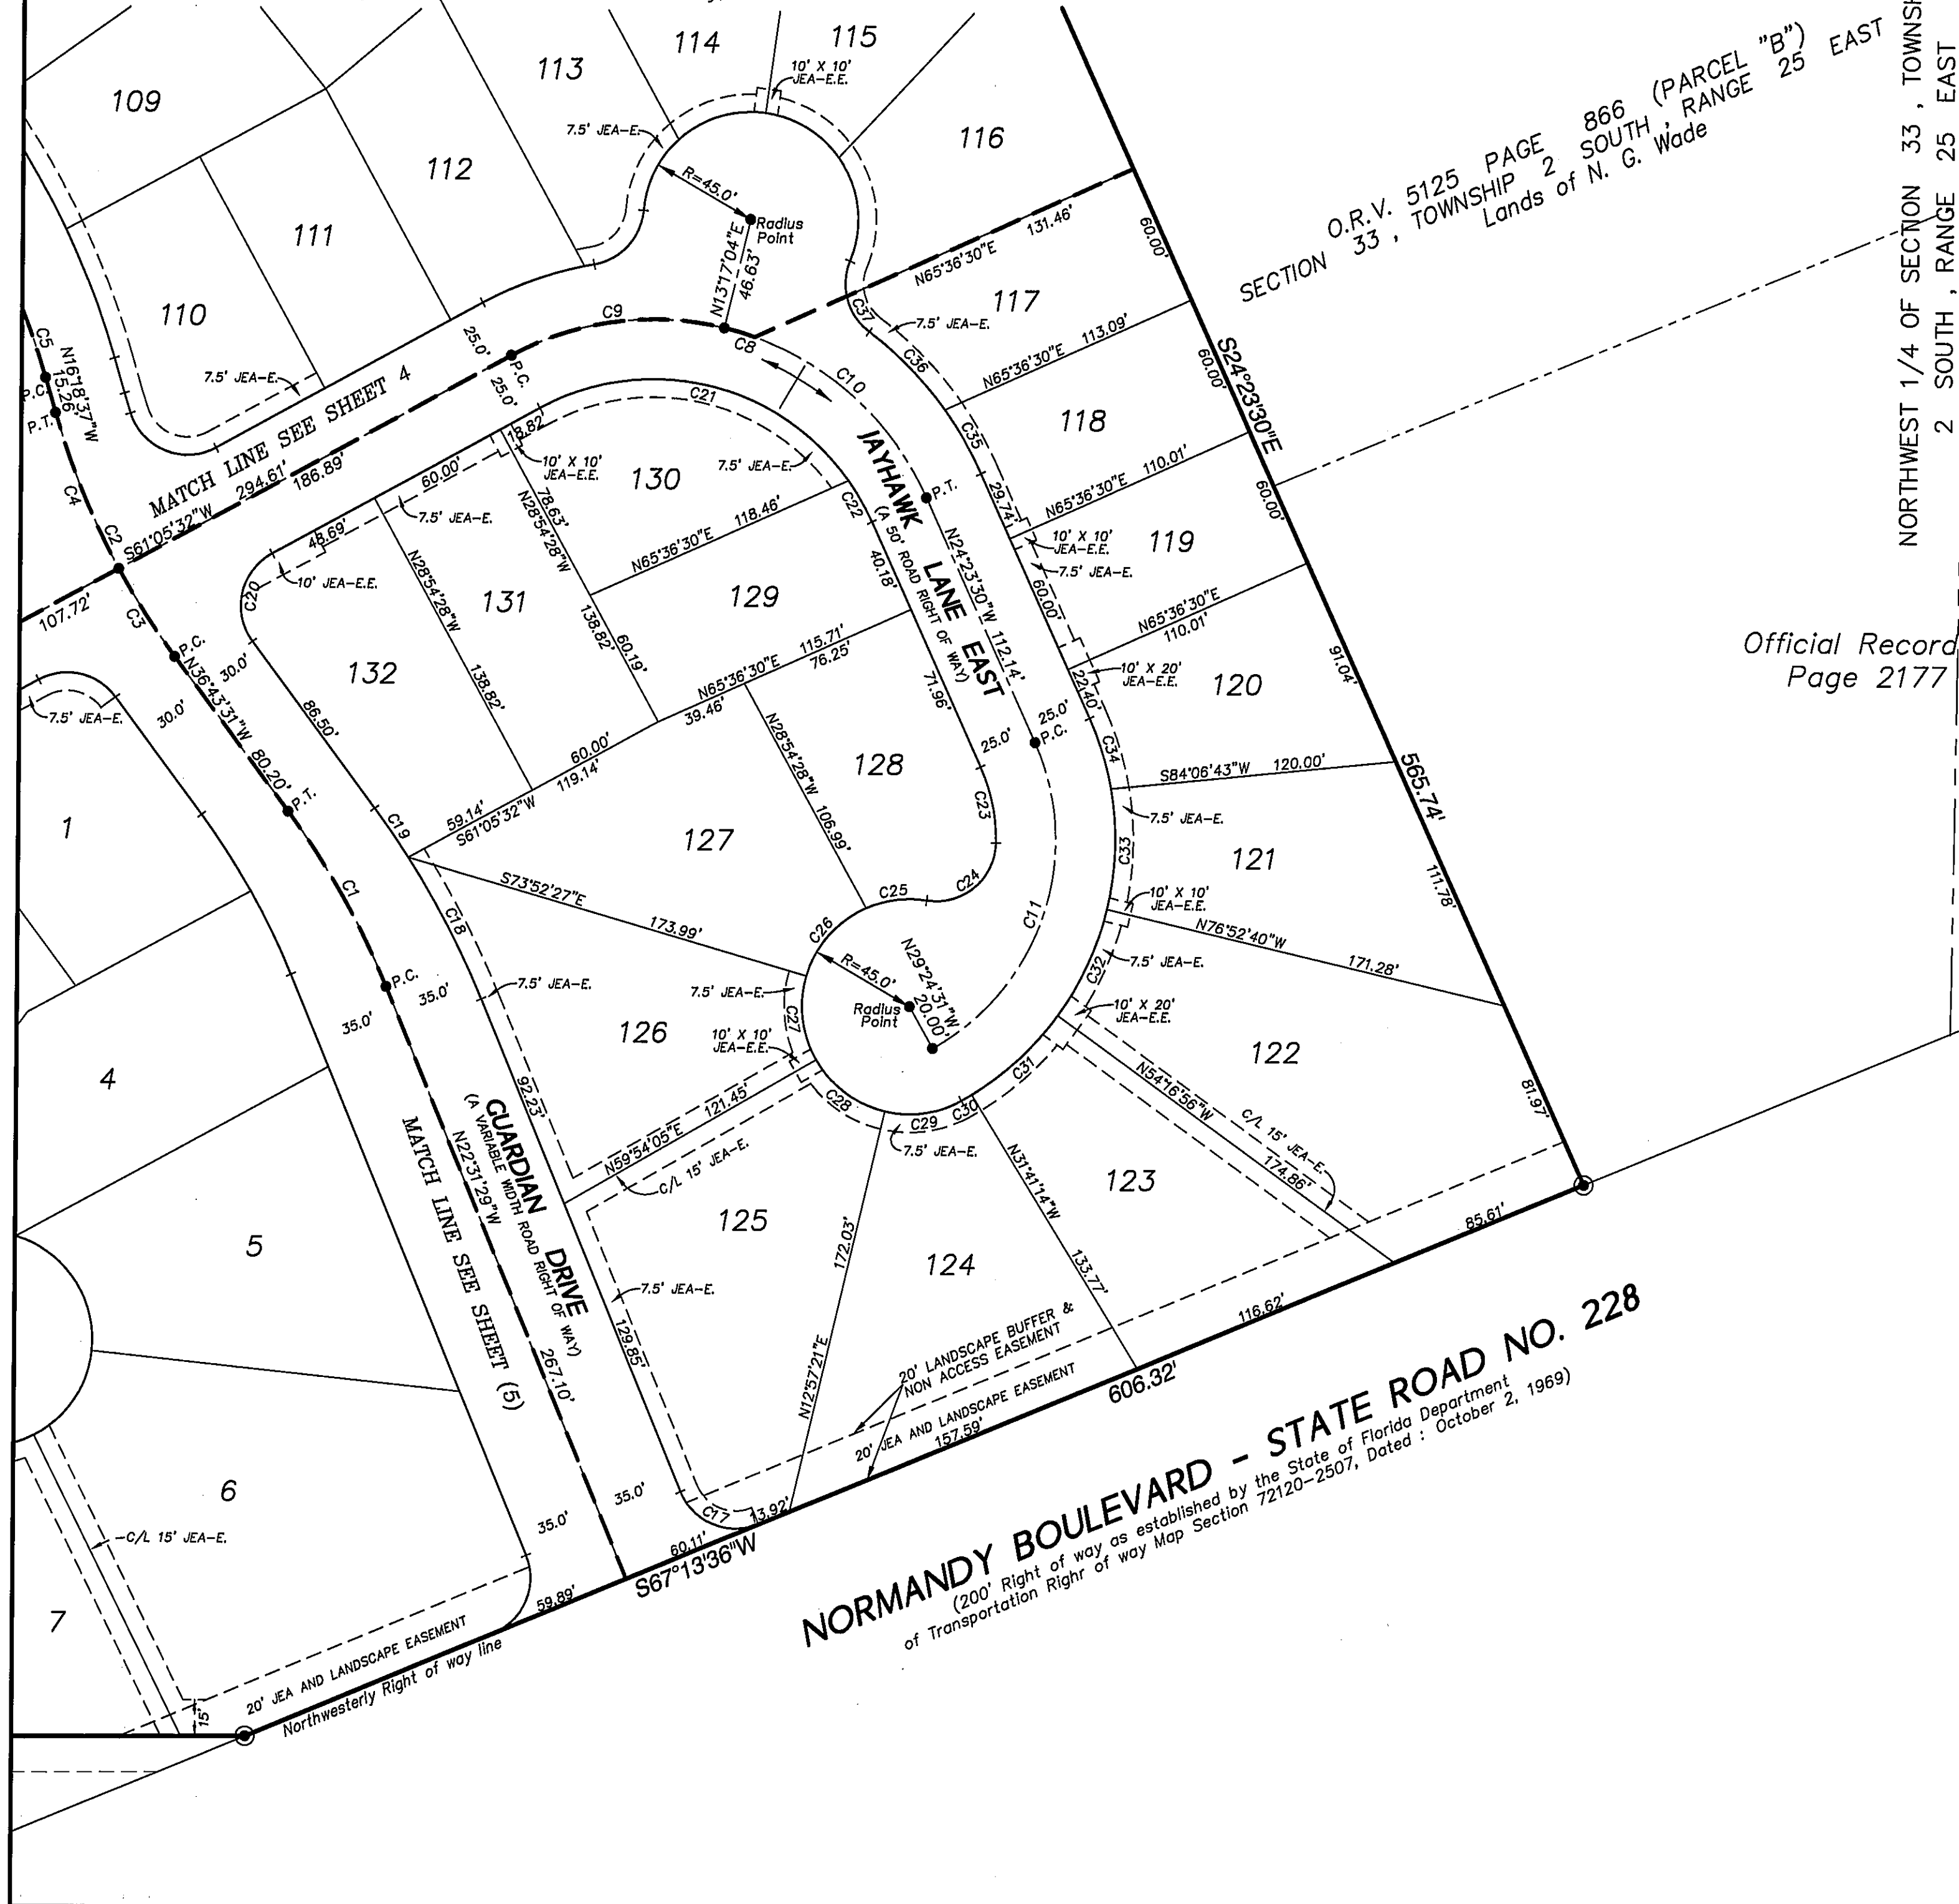 109
110
111
112
113
114
115
116
117
118
119
120
121
122
123
124
125
126
127
128
129
130
131
132
1
4
5
6
7
10' X 10'
JEA-E.E.
7.5' JEA-E.
R=45.0'
Radius
Point
N13°17'04"E
46.63'
N65°36'30"E 131.46'
60.00'
O.R.V. 5125 PAGE 866 (PARCEL "B")
SECTION 33 , TOWNSHIP 2 SOUTH , RANGE 25 EAST
Lands of N. G. Wade
NORTHWEST 1/4 OF SECTION 33 , TOWNSH
2 SOUTH , RANGE 25 EAST
Official Record
Page 2177
C5
P.C.
N16°18'37"W
15.26
P.T.
C4
C2
7.5' JEA-E.
MATCH LINE SEE SHEET 4
S61°05'32"W 294.61'
186.89'
107.72'
25.0'
P.C.
25.0'
C9
C8
C10
C37
7.5' JEA-E.
C36
N65°36'30"E 113.09'
60.00'
S24°23'30"E
565.74'
C35
29.74'
N65°36'30"E 110.01'
60.00'
10' X 10'
JEA-E.E.
7.5' JEA-E.
60.00'
N65°36'30"E
110.01'
91.04'
10' X 20'
JEA-E.E.
22.40'
C34
S84°06'43"W 120.00'
7.5' JEA-E.
C33
111.78'
10' X 10'
JEA-E.E.
N76°52'40"W 171.28'
7.5' JEA-E.
C32
10' X 20'
JEA-E.E.
N54°16'56"W
174.86'
C/L 15' JEA-E.
81.97'
85.61'
C21
18.82
10' X 10'
JEA-E.E.
7.5' JEA-E.
60.00'
7.5' JEA-E.
48.69'
10' JEA-E.E.
C20
78.63'
N28°54'28"W
N65°36'30"E 118.46'
C22
JAYHAWK LANE EAST
(A 50' ROAD RIGHT OF WAY)
P.T.
N24°23'30"W 112.14'
40.18'
71.96'
25.0'
25.0'
P.C.
N28°54'28"W
138.82'
138.82'
60.19'
N65°36'30"E 115.71'
39.46' 76.25'
N28°54'28"W 106.99'
C23
C24
C25
C26
C11
59.14' 60.00'
S61°05'32"W 119.14'
C3
P.C.
N36°43'31"W 80.20'
30.0'
30.0'
86.50'
P.T.
C19
C1
7.5' JEA-E.
S73°52'27"E
173.99'
C18
7.5' JEA-E.
P.C.
35.0'
35.0'
7.5' JEA-E.
C27
10' X 10'
JEA-E.E.
R=45.0'
Radius
Point
N29°24'31"W
20.00'
C28
C29
C30
C31
7.5' JEA-E.
92.23'
N59°54'05"E 121.45'
C/L 15' JEA-E.
GUARDIAN DRIVE
(A VARIABLE WIDTH ROAD RIGHT OF WAY)
N22°31'29"W 267.10'
MATCH LINE SEE SHEET (5)
7.5' JEA-E.
129.85'
N12°57'21"E 172.03'
N31°41'14"W
133.77'
20' LANDSCAPE BUFFER &
NON ACCESS EASEMENT
20' JEA AND LANDSCAPE EASEMENT
157.59'
116.62'
606.32'
35.0'
35.0'
C17
13.92'
60.11'
S67°13'36"W
59.89'
-C/L 15' JEA-E.
15'
20' JEA AND LANDSCAPE EASEMENT
Northwesterly Right of way line
NORMANDY BOULEVARD - STATE ROAD NO. 228
(200' Right of way as established by the State of Florida Department
of Transportation Righr of way Map Section 72120-2507, Dated : October 2, 1969)